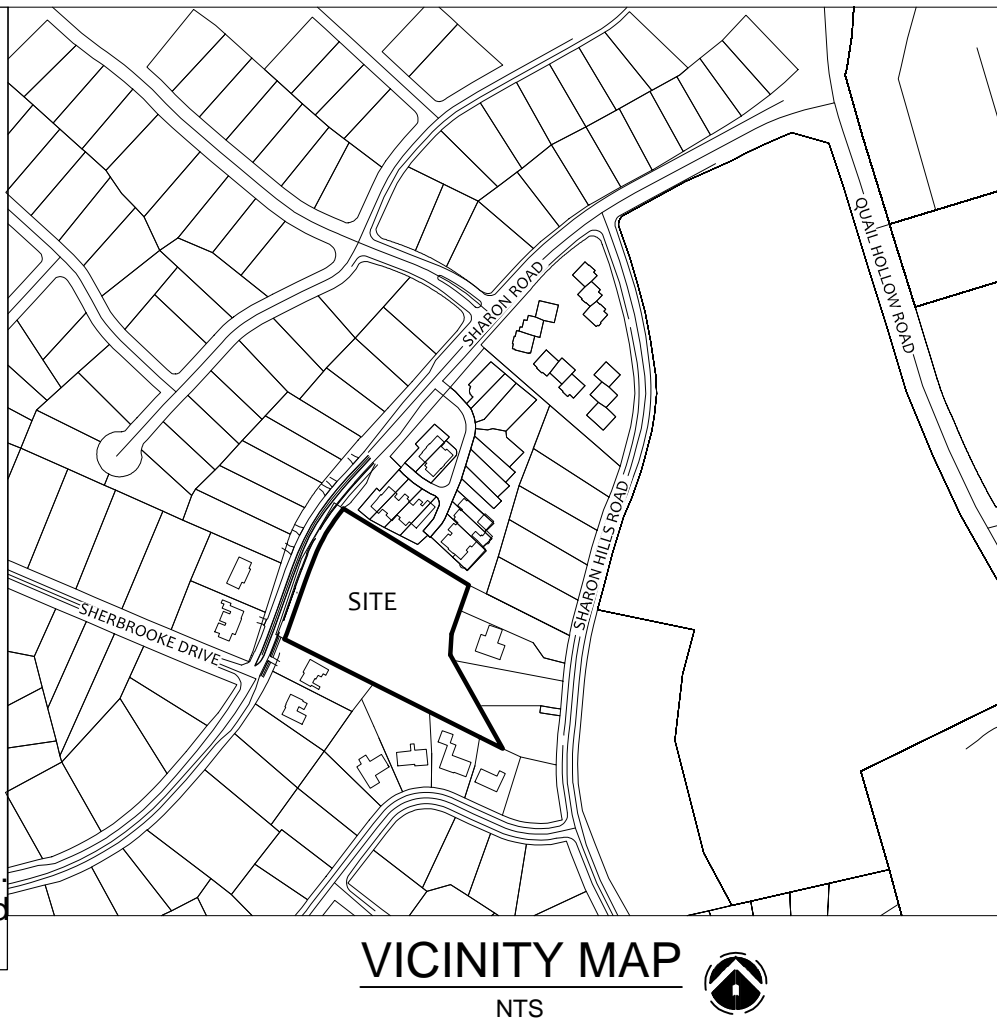 QUAIL HOLLOW ROAD
SHARON ROAD
SHARON HILLS ROAD
SITE
SHERBROOKE DRIVE
VICINITY MAP
NTS